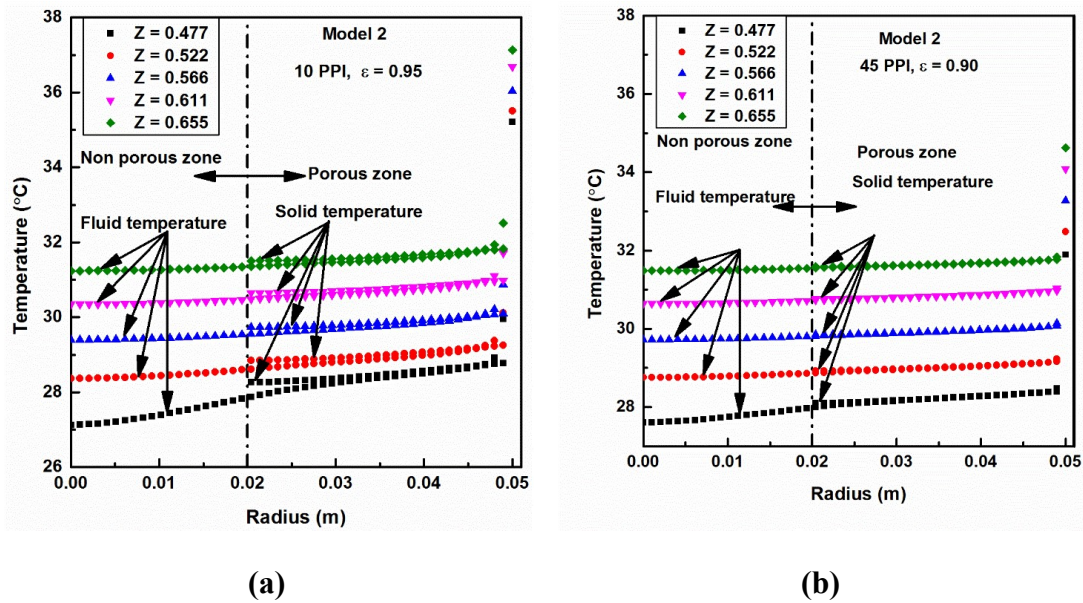 38
36
34
32
30
28
26
Temperature (°C)
Z = 0.477
Z = 0.522
Z = 0.566
Z = 0.611
Z = 0.655
Model 2
10 PPI, ε = 0.95
Non porous zone
Porous zone
Fluid temperature
Solid temperature
0.00 0.01 0.02 0.03 0.04 0.05
Radius (m)
(a)
38
36
34
32
30
28
Temperature (°C)
Z = 0.477
Z = 0.522
Z = 0.566
Z = 0.611
Z = 0.655
Model 2
45 PPI, ε = 0.90
Non porous zone
Porous zone
Fluid temperature
Solid temperature
0.00 0.01 0.02 0.03 0.04 0.05
Radius (m)
(b)